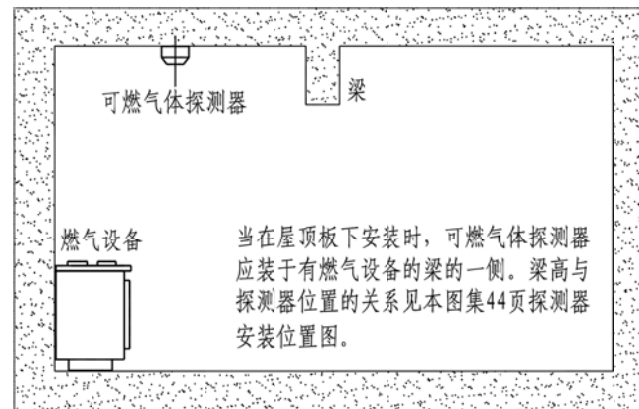 可燃气体探测器
梁
燃气设备
当在屋顶板下安装时，可燃气体探测器
应装于有燃气设备的梁的一侧。梁高与
探测器位置的关系见本图集44页探测器
安装位置图。